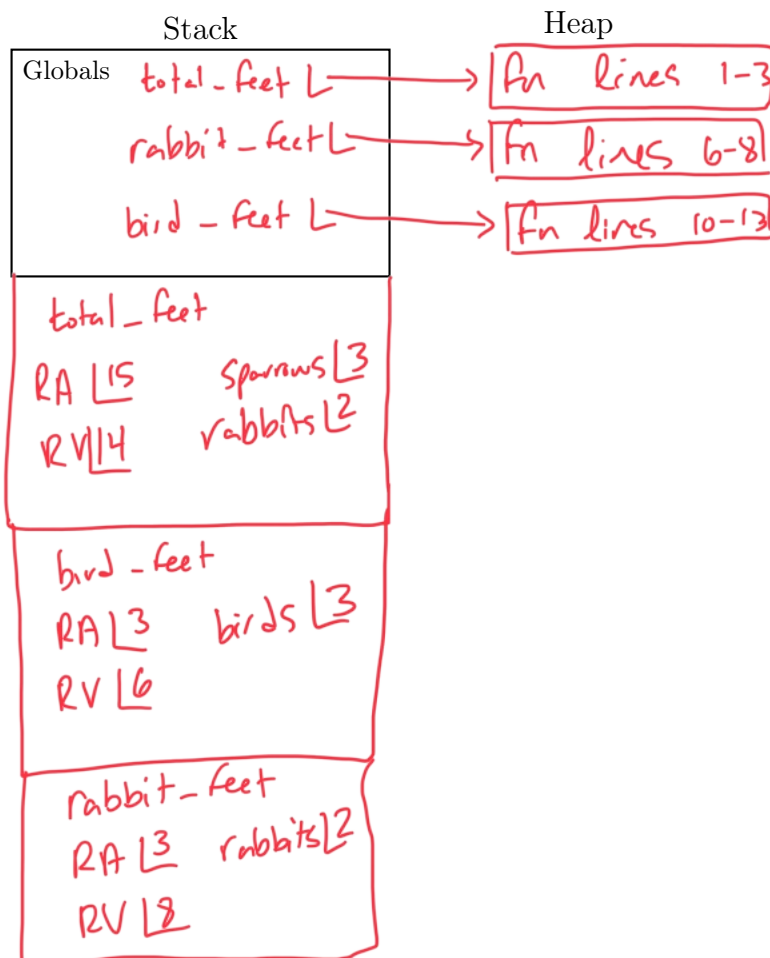 Stack
Heap
Globals
total_feet
fn lines 1-3
rabbit_feet
fn lines 6-8
bird_feet
fn lines 10-13
total_feet
RA 15
sparrows 3
RV 14
rabbits 2
bird_feet
RA 3
birds 3
RV 6
rabbit_feet
RA 3
rabbits 2
RV 8